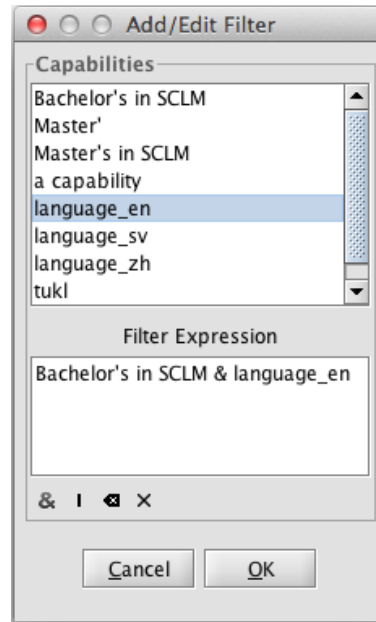 Add/Edit Filter
Capabilities
Bachelor's in SCLM
Master'
Master's in SCLM
a capability
language_en
language_sv
language_zh
tukl
Filter Expression
Bachelor's in SCLM & language_en
& I
Cancel OK